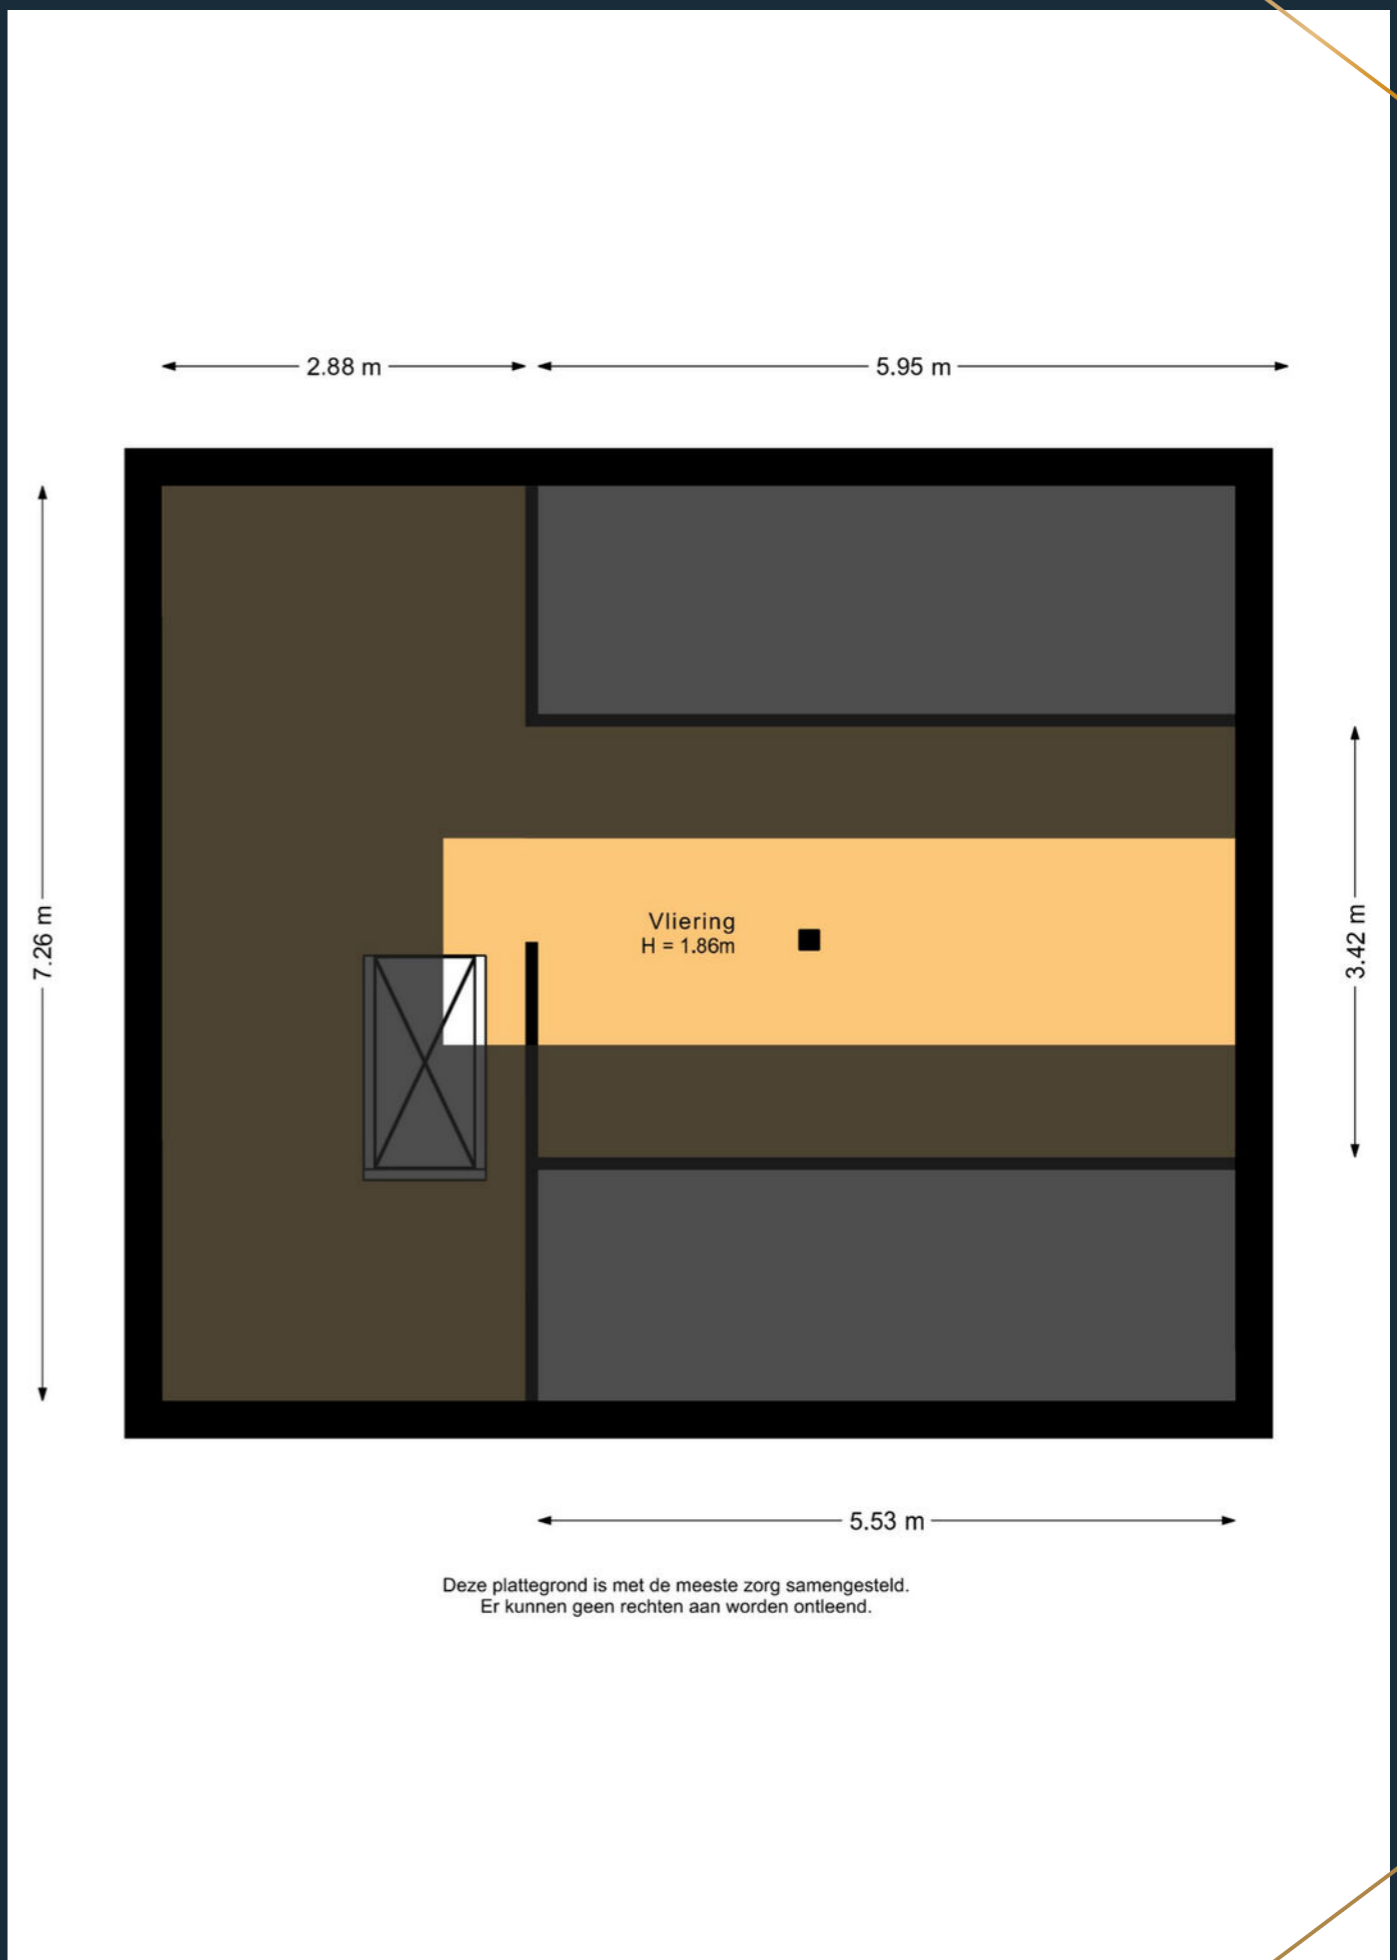 2.88 m
5.95 m
7.26 m
Vliering
H = 1.86m
3.42 m
5.53 m
Deze plattegrond is met de meeste zorg samengesteld.
Er kunnen geen rechten aan worden ontleend.